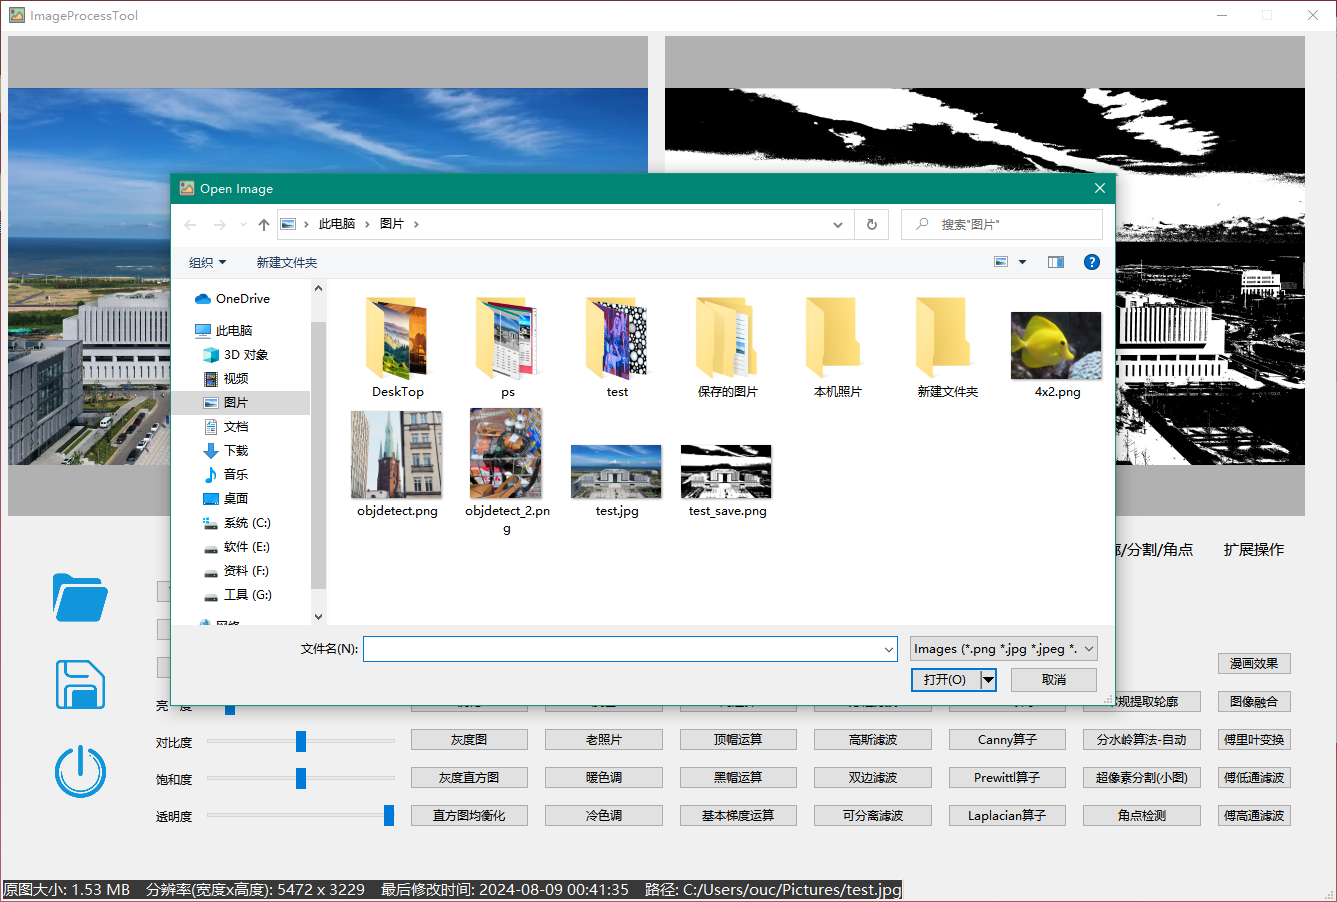 ImageProcessTool
Open Image
此电脑
图片
搜索"图片"
组织
新建文件夹
OneDrive
此电脑
3D 对象
视频
图片
文档
下载
音乐
桌面
系统 (C:)
软件 (E:)
资料 (F:)
工具 (G:)
网络
DeskTop
ps
test
保存的图片
本机照片
新建文件夹
4x2.png
objdetect.png
objdetect_2.pn
g
test.jpg
test_save.png
文件名(N):
Images (*.png *.jpg *.jpeg *.
打开(O)
取消
/分割/角点
扩展操作
漫画效果
规提取轮廓
图像融合
对比度
灰度图
老照片
顶帽运算
高斯滤波
Canny算子
分水岭算法-自动
傅里叶变换
饱和度
灰度直方图
暖色调
黑帽运算
双边滤波
Prewittl算子
超像素分割(小图)
傅低通滤波
透明度
直方图均衡化
冷色调
基本梯度运算
可分离滤波
Laplacian算子
角点检测
傅高通滤波
原图大小: 1.53 MB 分辨率(宽度x高度): 5472 x 3229 最后修改时间: 2024-08-09 00:41:35 路径: C:/Users/ouc/Pictures/test.jpg